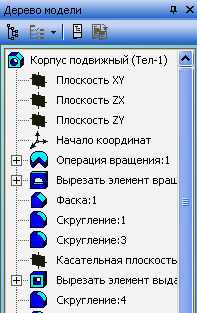 Дерево модели
Корпус подвижный (Тел-1)
Плоскость XY
Плоскость ZX
Плоскость ZY
Начало координат
Операция вращения:1
Вырезать элемент вращ
Фаска:1
Скругление:1
Скругление:3
Касательная плоскость
Вырезать элемент выда
Скругление:4